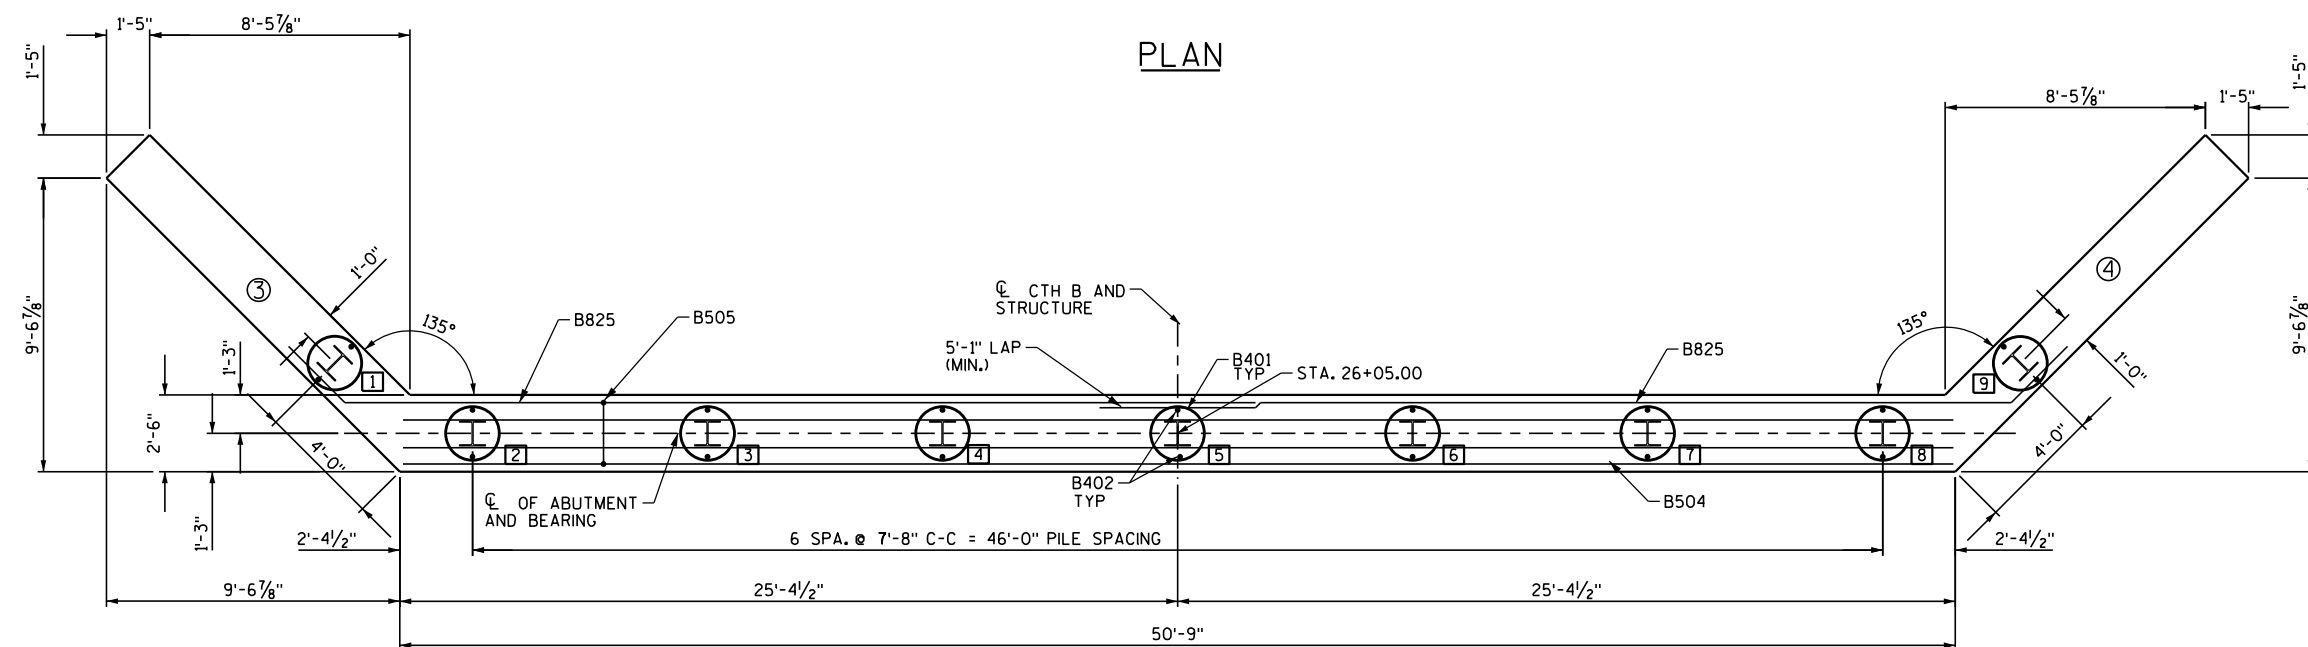 1'-5" 8'-5⅞"
PLAN
1'-5"
1'-5"
8'-5⅞" 1'-5"
3
4
1'-0"
℄ CTH B AND
STRUCTURE
135°
B825
B505
135°
9'-6⅞"
9'-6⅞"
1'-3"
5'-1" LAP
(MIN.)
B401
TYP
STA. 26+05.00
B825
1'-0"
1
9
2'-6"
4'-0"
4'-0"
2 3 4 5 6 7 8
℄ OF ABUTMENT
AND BEARING
B402
TYP
B504
1'-3"
2'-4½"
6 SPA. @ 7'-8" C-C = 46'-0" PILE SPACING
2'-4½"
9'-6⅞" 25'-4½" 25'-4½"
50'-9"